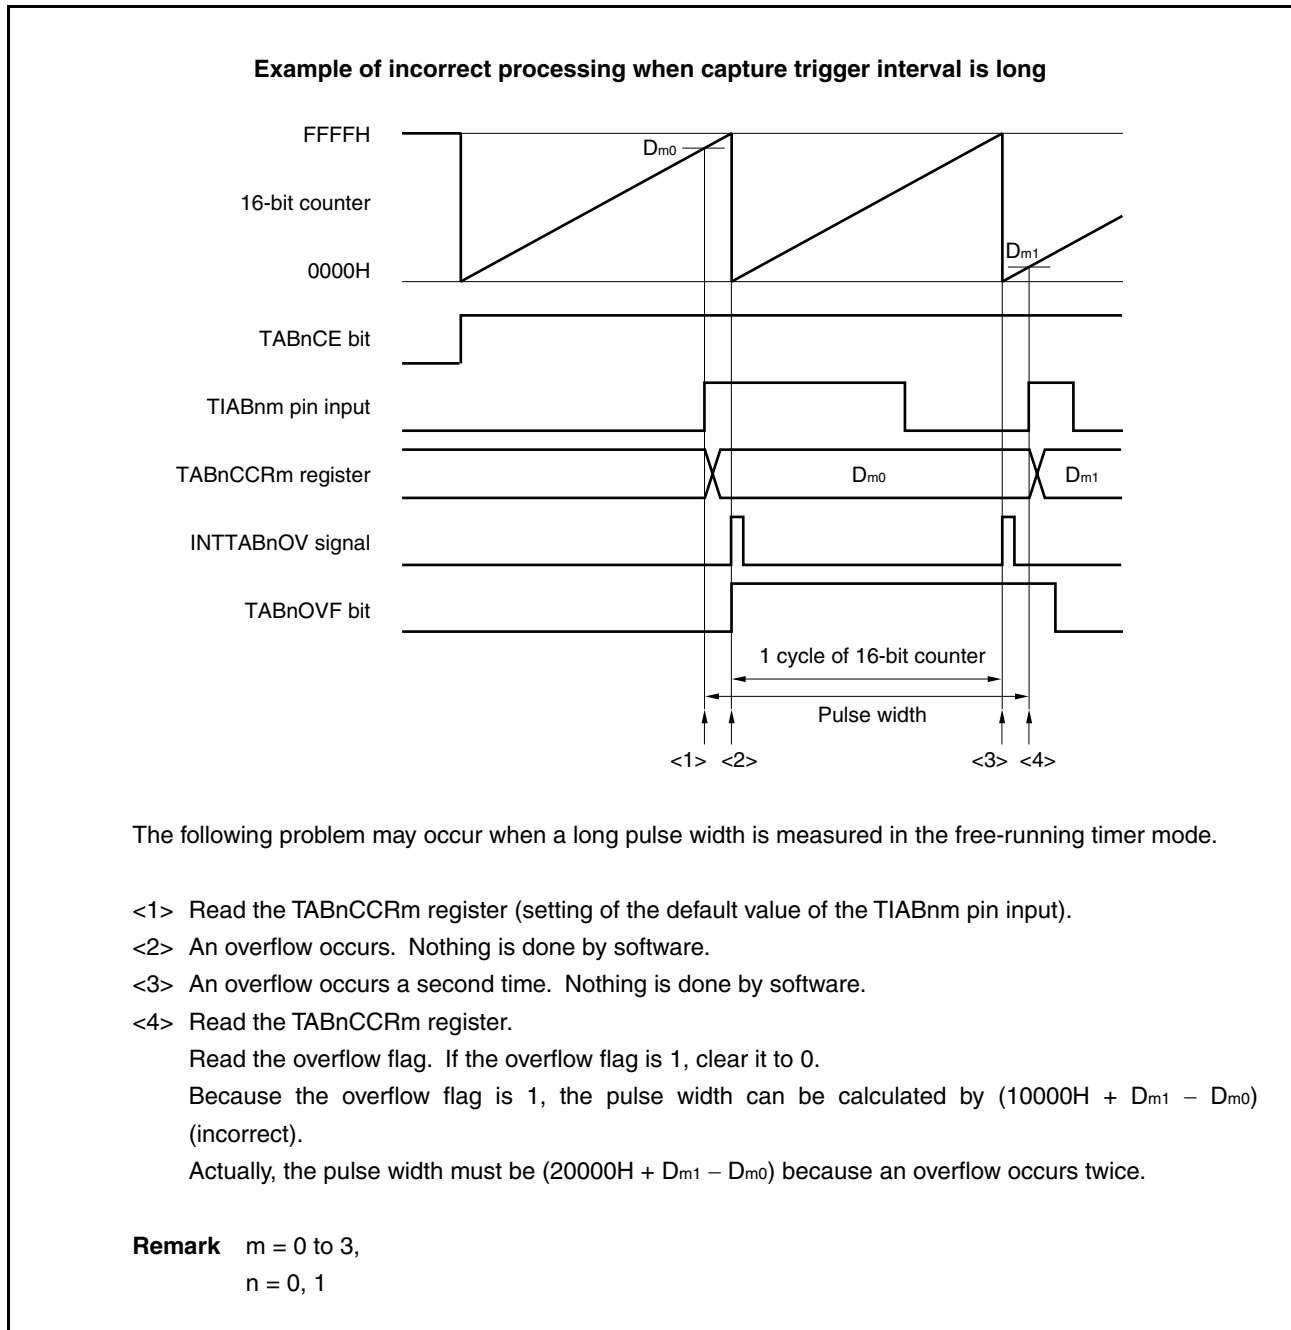 Example of incorrect processing when capture trigger interval is long
FFFFH
Dm0
16-bit counter
Dm1
0000H
TABnCE bit
TIABnm pin input
TABnCCRm register
Dm0
Dm1
INTTABnOV signal
TABnOVF bit
1 cycle of 16-bit counter
Pulse width
<1> <2> <3> <4>
The following problem may occur when a long pulse width is measured in the free-running timer mode.
<1> Read the TABnCCRm register (setting of the default value of the TIABnm pin input).
<2> An overflow occurs. Nothing is done by software.
<3> An overflow occurs a second time. Nothing is done by software.
<4> Read the TABnCCRm register.
Read the overflow flag. If the overflow flag is 1, clear it to 0.
Because the overflow flag is 1, the pulse width can be calculated by (10000H + Dm1 − Dm0)
(incorrect).
Actually, the pulse width must be (20000H + Dm1 − Dm0) because an overflow occurs twice.
Remark m = 0 to 3,
n = 0, 1